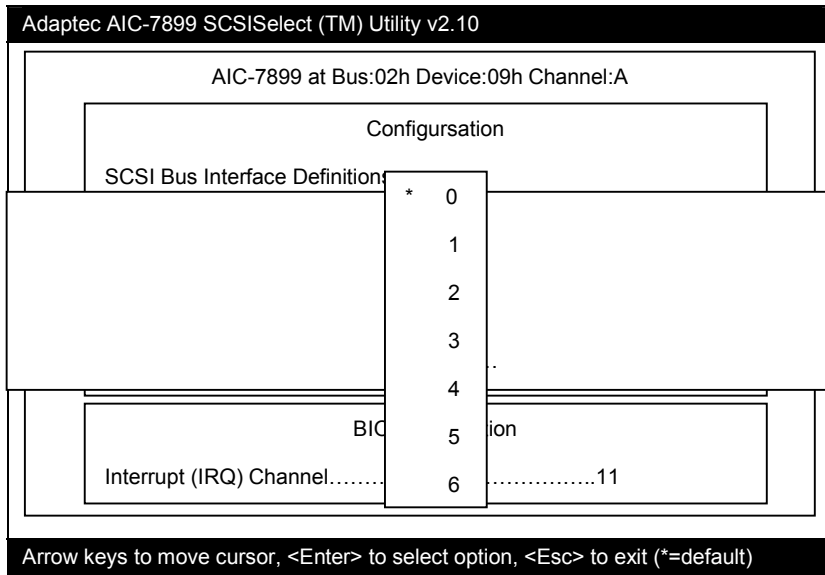 Adaptec AIC-7899 SCSISelect (TM) Utility v2.10
AIC-7899 at Bus:02h Device:09h Channel:A
Configursation
SCSI Bus Interface Definitions
* 0
1
2
3
..
4
BIO ion
5
Interrupt (IRQ) Channel…………………………..11
6
Arrow keys to move cursor, <Enter> to select option, <Esc> to exit (*=default)